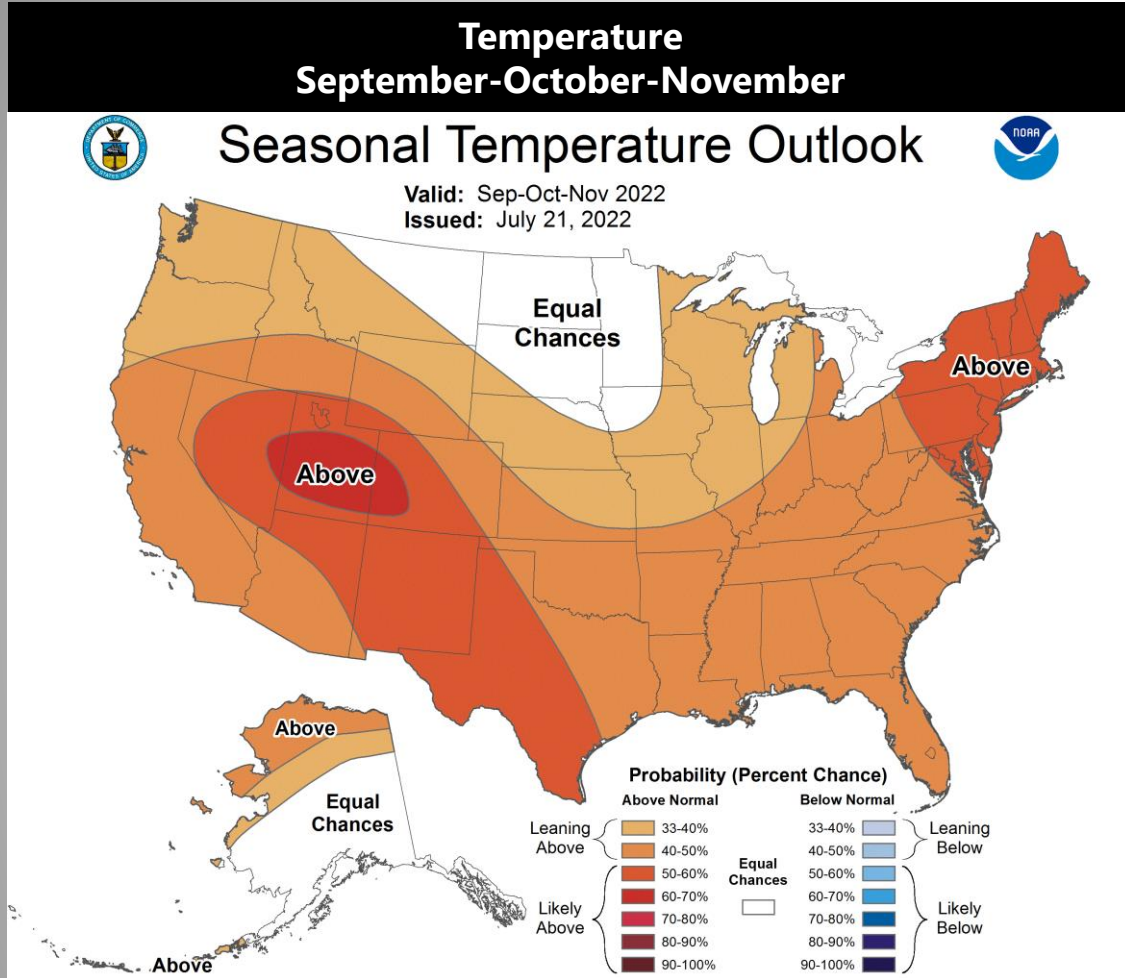 Temperature
September-October-November
Seasonal Temperature Outlook
NOAA
Valid: Sep-Oct-Nov 2022
Issued: July 21, 2022
Equal
Chances
Above
Above
Above
Equal
Chances
Above
Probability (Percent Chance)
Above Normal
Below Normal
Leaning
Above
33-40%
40-50%
Likely
Above
50-60%
60-70%
70-80%
80-90%
90-100%
Equal
Chances
33-40%
40-50%
Leaning
Below
50-60%
60-70%
70-80%
80-90%
90-100%
Likely
Below